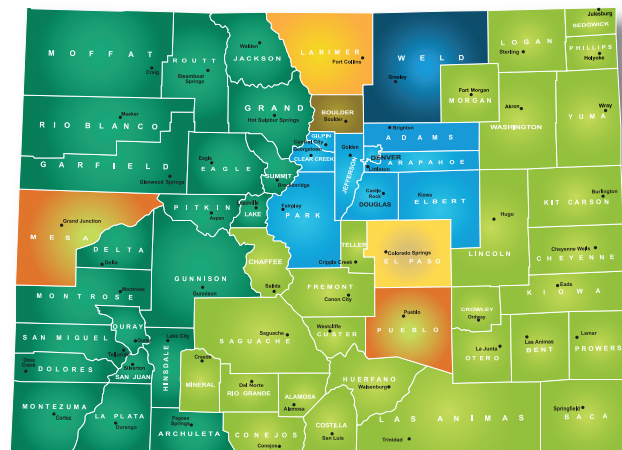 Julesburg
SEDGWICK
MOFFAT
Craig
ROUTT
Steamboat
Springs
Walden
JACKSON
LARIMER
Fort Collins
WELD
Greeley
LOGAN
Sterling
PHILLIPS
Holyoke
Fort Morgan
MORGAN
GRAND
Hot Sulphur Springs
BOULDER
Boulder
Akron
WASHINGTON
Wray
YUMA
Meeker
RIO BLANCO
GILPIN
Central City
Georgetown
CLEAR CREEK
Golden
JEFFERSON
Brighton
ADAMS
DENVER
ARAPAHOE
Littleton
GARFIELD
Glenwood Springs
Eagle
EAGLE
SUMMIT
Breckenridge
Castle
Rock
DOUGLAS
Kiowa
ELBERT
Burlington
KIT CARSON
PITKIN
Aspen
LAKE
Fairplay
PARK
Grand Junction
MESA
Hugo
LINCOLN
TELLER
Cripple Creek
Colorado Springs
EL PASO
Cheyenne Wells
CHEYENNE
DELTA
Delta
GUNNISON
Gunnison
CHAFFEE
Salida
FREMONT
Canon City
Eads
KIOWA
MONTROSE
Montrose
Pueblo
PUEBLO
CROWLEY
Ordway
OURAY
SAN MIGUEL
Lake City
HINSDALE
Saguache
SAGUACHE
Westcliffe
CUSTER
La Junta
OTERO
Las Animas
BENT
Lamar
PROWERS
DOLORES
Silverton
SAN JUAN
Creede
MINERAL
Del Norte
RIO GRANDE
ALAMOSA
Alamosa
HUERFANO
Walsenburg
MONTEZUMA
Cortez
LA PLATA
Durango
Pagosa
Springs
ARCHULETA
CONEJOS
Conejos
COSTILLA
San Luis
LAS ANIMAS
Trinidad
Springfield
BACA